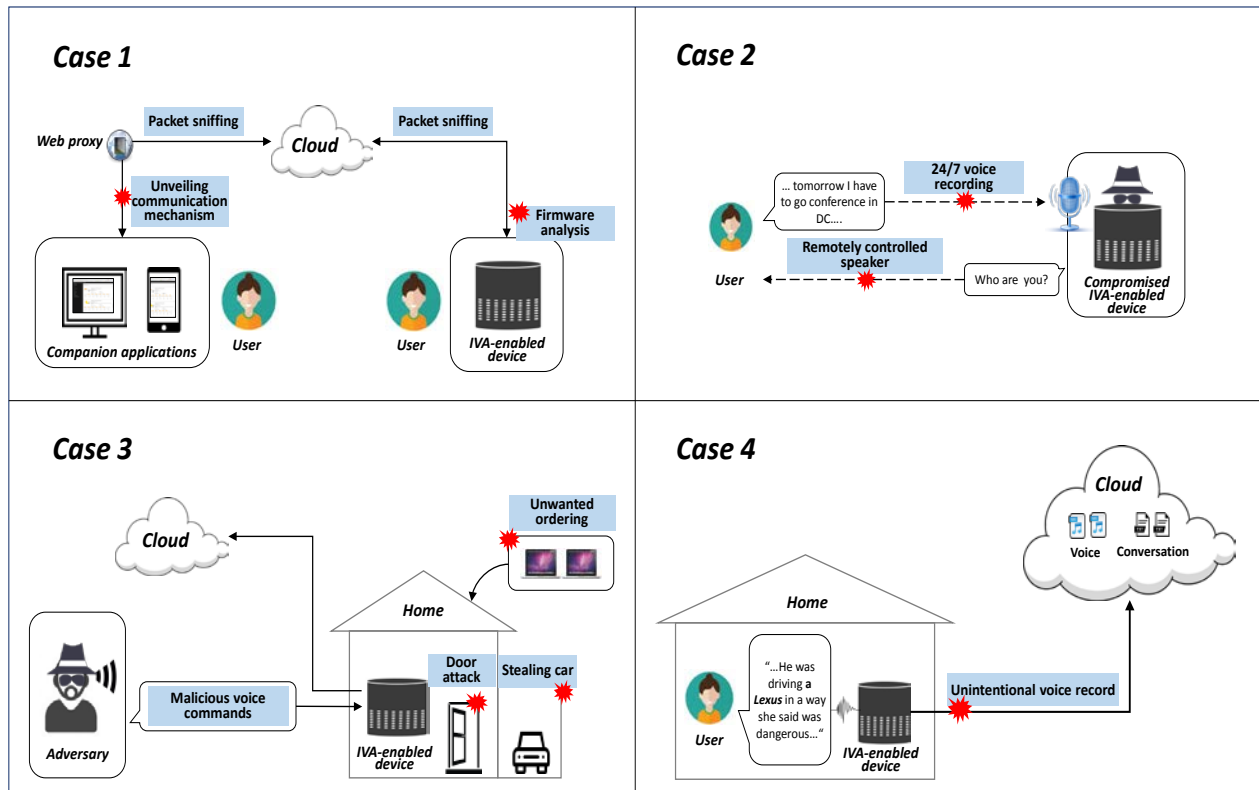 Case 1
Packet sniffing
Packet sniffing
Web proxy
Cloud
Unveiling
communication
mechanism
Firmware
analysis
Companion applications
User
User
IVA-enabled
device
Case 2
... tomorrow I have
to go conference in
DC....
24/7 voice
recording
User
Remotely controlled
speaker
Who are you?
Compromised
IVA-enabled
device
Case 3
Cloud
Unwanted
ordering
Home
Door
attack
Stealing car
Malicious voice
commands
Adversary
IVA-enabled
device
Case 4
Cloud
Voice
Conversation
Home
"...He was
driving a
Lexus in a way
she said was
dangerous..."
User
IVA-enabled
device
Unintentional voice record